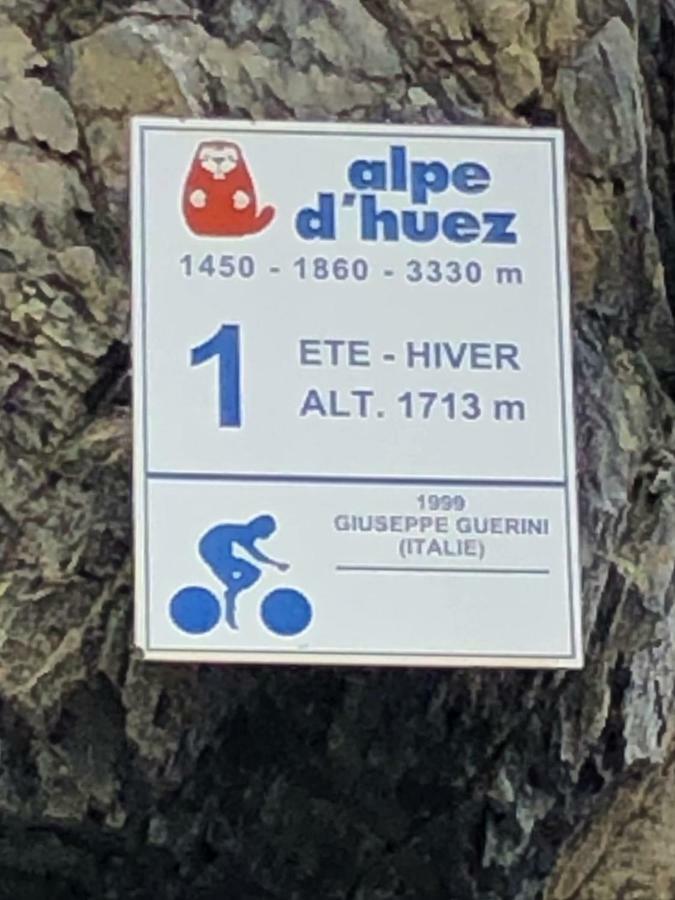 alpe
d'huez
1450 - 1860 - 3330 m
1
ETE - HIVER
ALT. 1713 m
1999
GIUSEPPE GUERINI
(ITALIE)